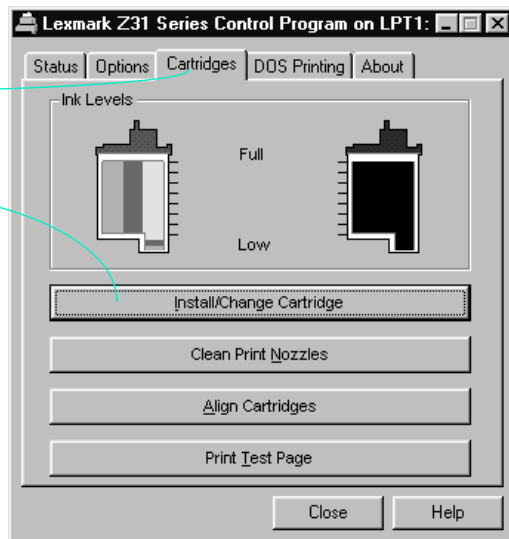 Lexmark Z31 Series Control Program on LPT1:
Status Options Cartridges DOS Printing About
Ink Levels
Full
Low
Install/Change Cartridge
Clean Print Nozzles
Align Cartridges
Print Test Page
Close Help